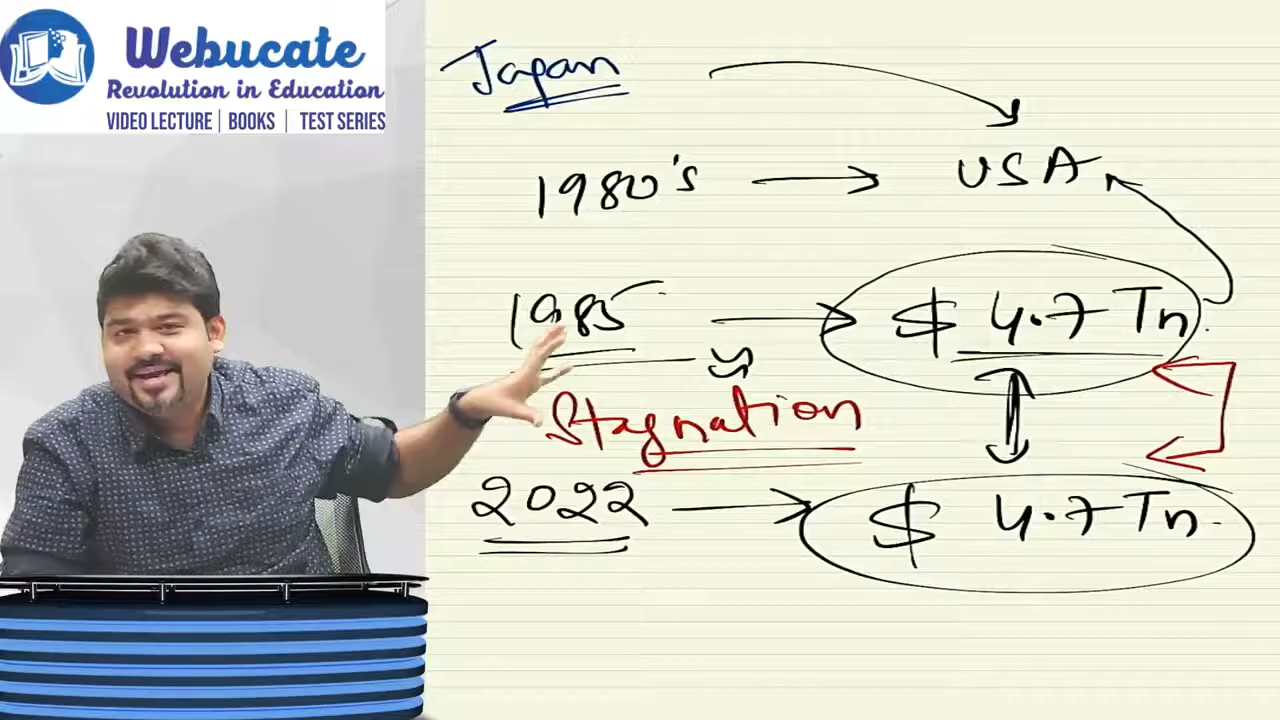 Webucate
Revolution in Education
VIDEO LECTURE | BOOKS | TEST SERIES
Japan
1980's → USA
1985 → $ 4.7 Tn.
Stagnation
2022 → $ 4.7 Tn.